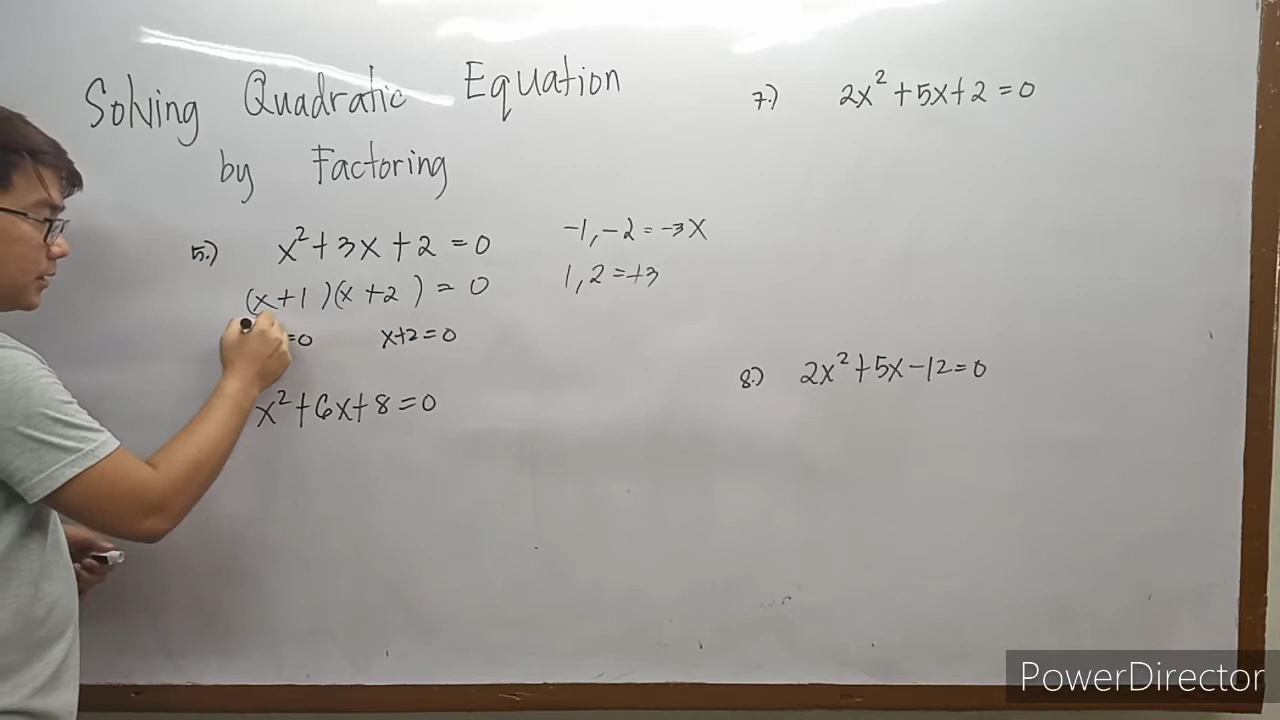 Solving Quadratic Equation
by Factoring
5.) x²+3x+2=0
-1,-2=-3x
(x+1)(x+2)=0
1,2=+3
=0 x+2=0
x²+6x+8=0
7.) 2x²+5x+2=0
8.) 2x²+5x-12=0
PowerDirector